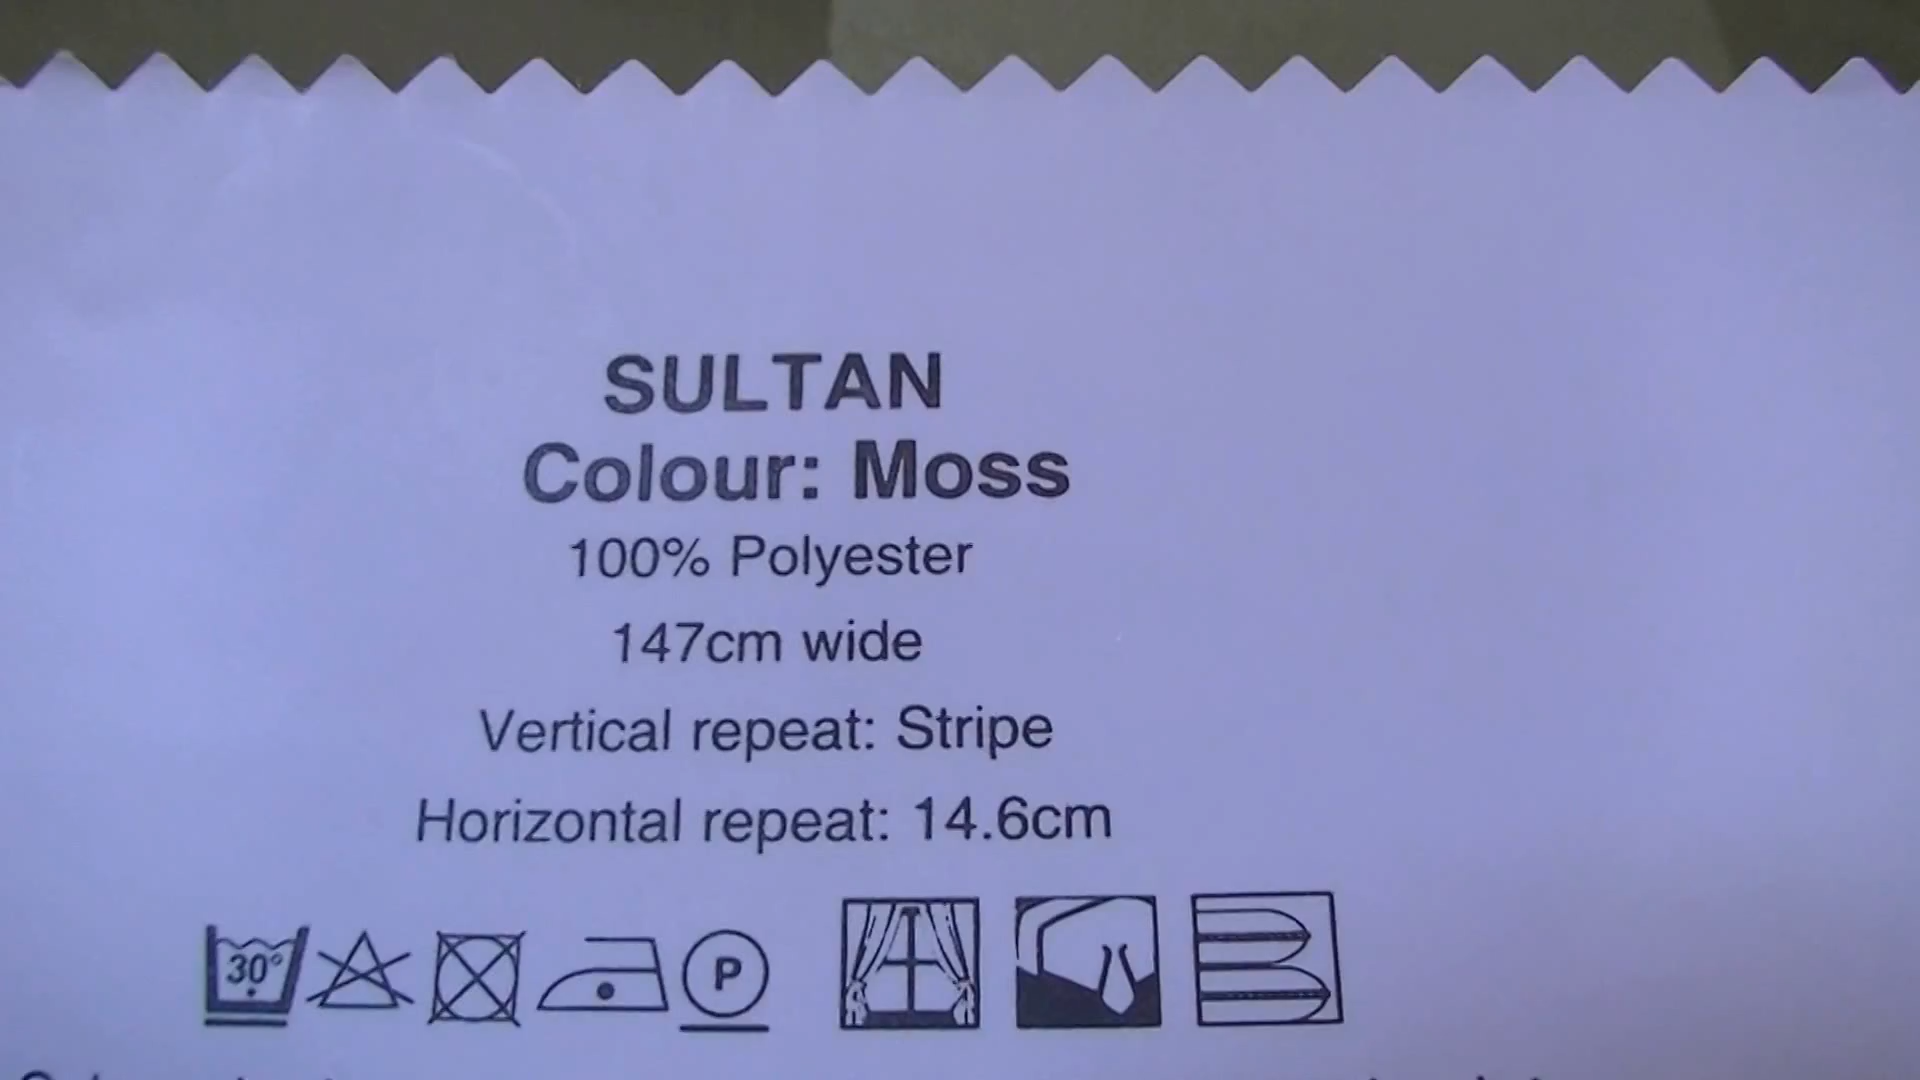 SULTAN
Colour: Moss
100% Polyester
147cm wide
Vertical repeat: Stripe
Horizontal repeat: 14.6cm
30° P